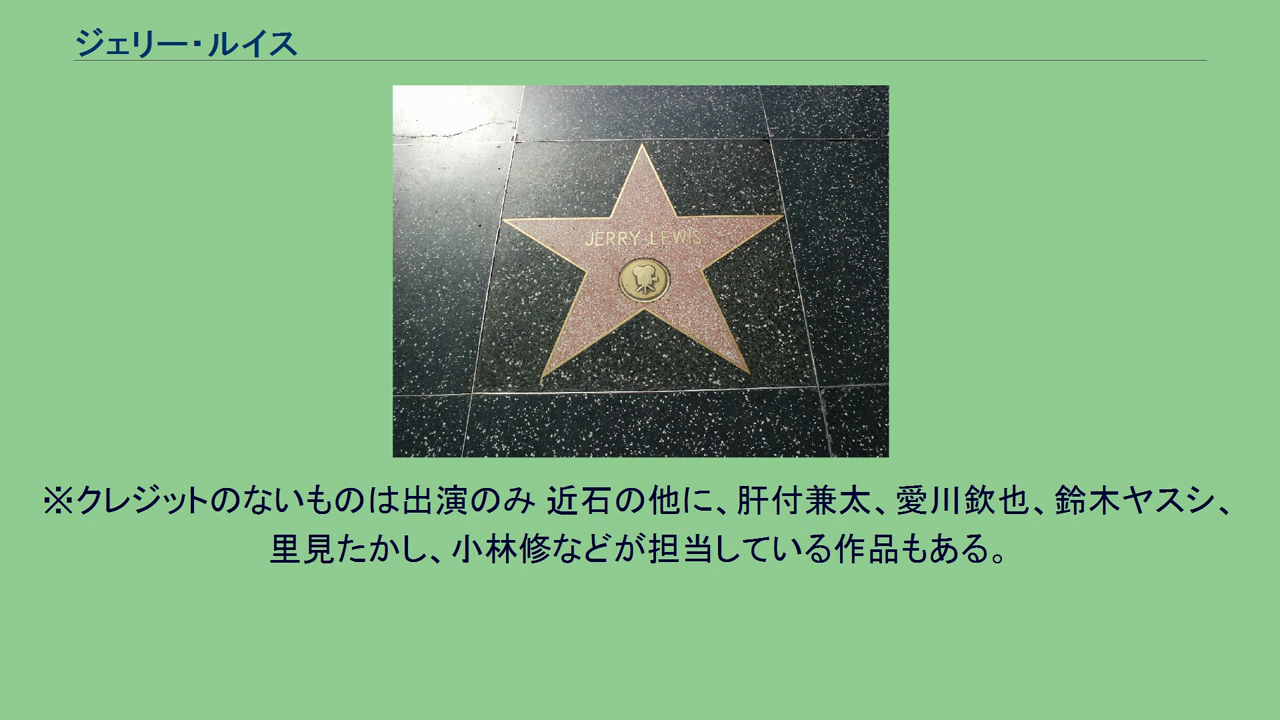 ジェリー・ルイス
JERRY LEWIS
※クレジットのないものは出演のみ 近石の他に、肝付兼太、愛川欽也、鈴木ヤスシ、
里見たかし、小林修などが担当している作品もある。